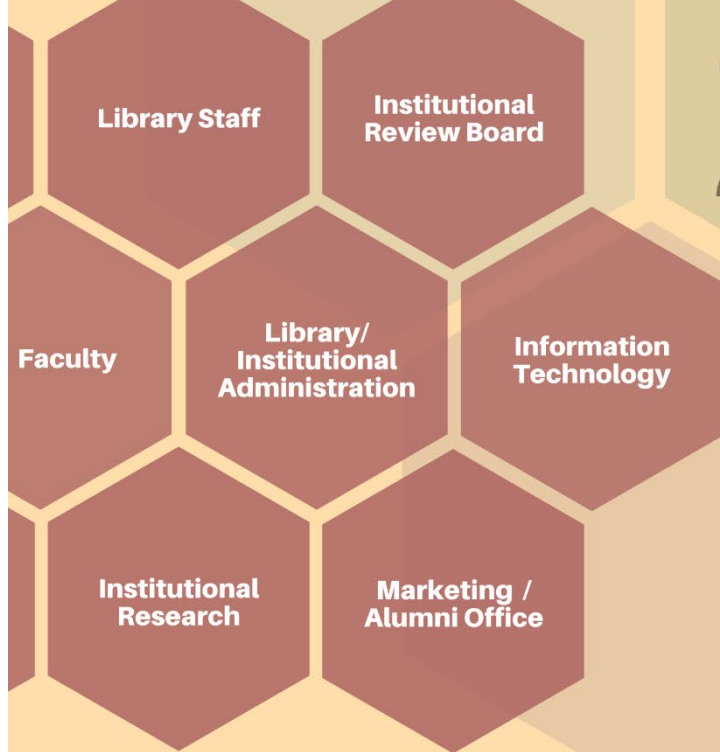 Library Staff
Institutional
Review Board
Faculty
Library/
Institutional
Administration
Information
Technology
Institutional
Research
Marketing /
Alumni Office